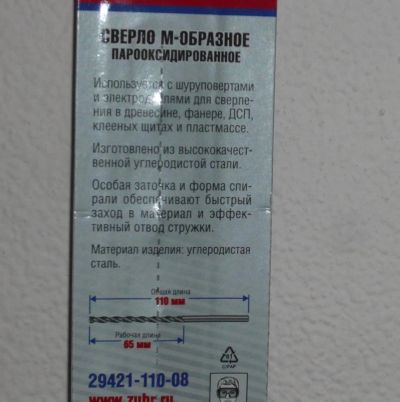 СВЕРЛО М-ОБРАЗНОЕ
ПАРООКСИДИРОВАННОЕ
Используется с шуруповертами
и электродрелями для сверле-
ния в древесине, фанере, ДСП,
клееных щитах и пластмассе.
Изготовлено из высококачест-
венной углеродистой стали.
Особая заточка и форма спи-
рали обеспечивают быстрый
заход в материал и эффек-
тивный отвод стружки.
Материал изделия: углеродистая
сталь.
Общая длина
110 мм
Рабочая длина
65 мм
29421-110-08
www.zubr.ru